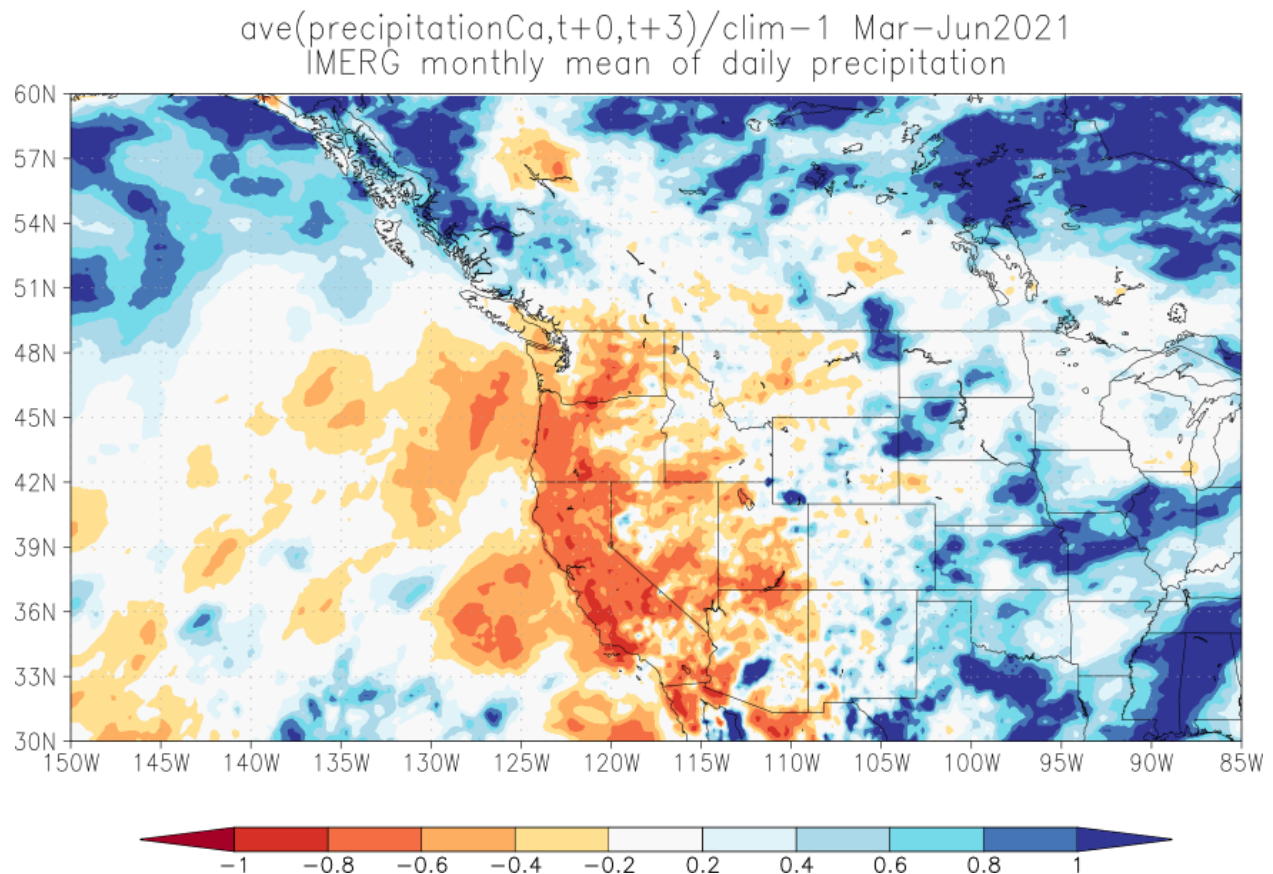 ave(precipitationCa,t+0,t+3)/clim-1 Mar-Jun2021
IMERG monthly mean of daily precipitation
60N
57N
54N
51N
48N
45N
42N
39N
36N
33N
30N
150W 145W 140W 135W 130W 125W 120W 115W 110W 105W 100W 95W 90W 85W
-1 -0.8 -0.6 -0.4 -0.2 0.2 0.4 0.6 0.8 1